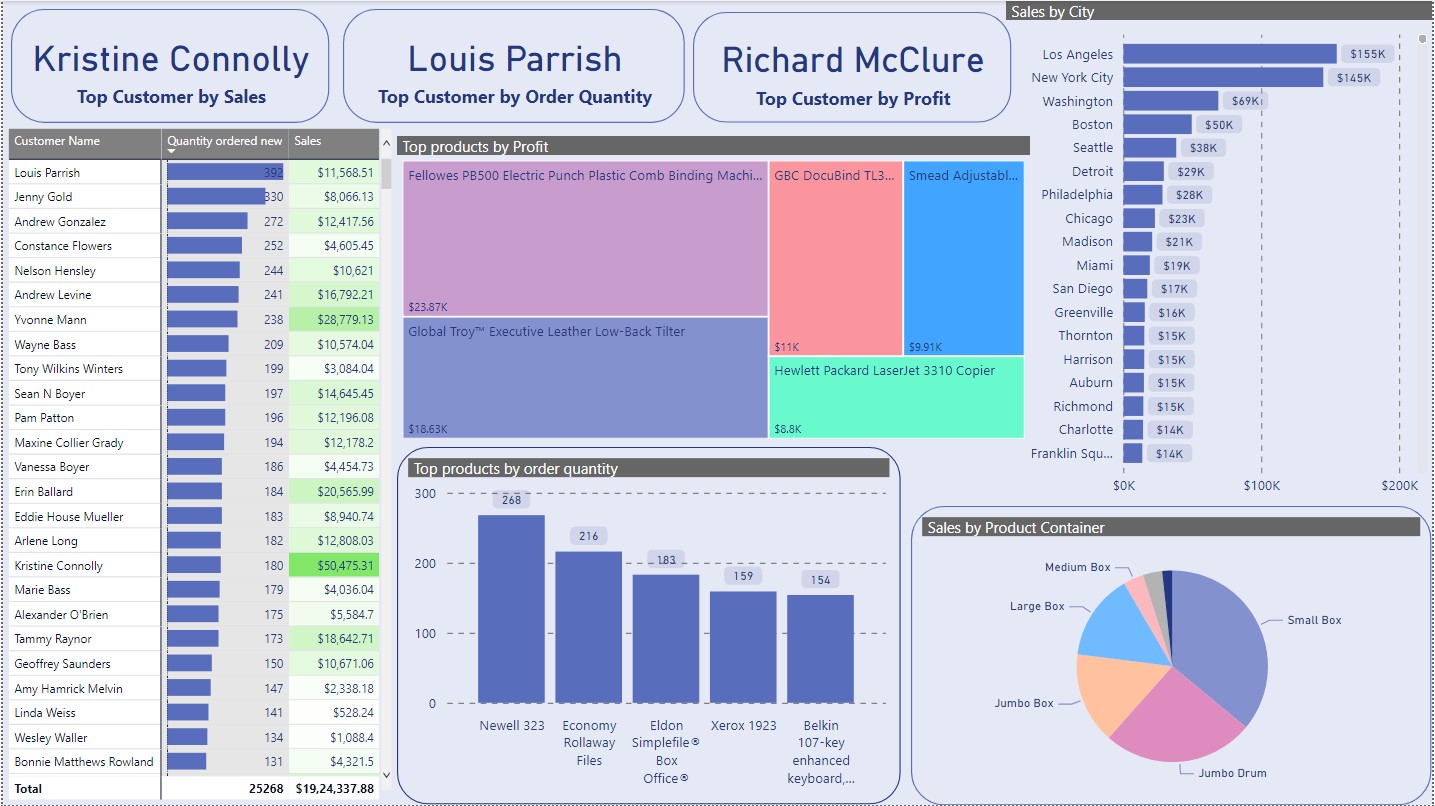 Kristine Connolly
Top Customer by Sales
Louis Parrish
Top Customer by Order Quantity
Richard McClure
Top Customer by Profit
Customer Name Quantity ordered new Sales
Louis Parrish 392 $11,568.51
Jenny Gold 330 $8,066.13
Andrew Gonzalez 272 $12,417.56
Constance Flowers 252 $4,605.45
Nelson Hensley 244 $10,621
Andrew Levine 241 $16,792.21
Yvonne Mann 238 $28,779.13
Wayne Bass 209 $10,574.04
Tony Wilkins Winters 199 $3,084.04
Sean N Boyer 197 $14,645.45
Pam Patton 196 $12,196.08
Maxine Collier Grady 194 $12,178.2
Vanessa Boyer 186 $4,454.73
Erin Ballard 184 $20,565.99
Eddie House Mueller 183 $8,940.74
Arlene Long 182 $12,808.03
Kristine Connolly 180 $50,475.31
Marie Bass 179 $4,036.04
Alexander O'Brien 175 $5,584.7
Tammy Raynor 173 $18,642.71
Geoffrey Saunders 150 $10,671.06
Amy Hamrick Melvin 147 $2,338.18
Linda Weiss 141 $528.24
Wesley Waller 134 $1,088.4
Bonnie Matthews Rowland 131 $4,321.5
Total 25268 $19,24,337.88
Top products by Profit
Fellowes PB500 Electric Punch Plastic Comb Binding Machi...
$23.87K
Global Troy™ Executive Leather Low-Back Tilter
$18.63K
GBC DocuBind TL3...
$11K
Smead Adjustabl...
$9.91K
Hewlett Packard LaserJet 3310 Copier
$8.8K
Top products by order quantity
300
200
100
0
268
216
183
159
154
Newell 323
Economy
Rollaway
Files
Eldon
Simplefile®
Box
Office®
Xerox 1923
Belkin
107-key
enhanced
keyboard,...
Sales by City
Los Angeles $155K
New York City $145K
Washington $69K
Boston $50K
Seattle $38K
Detroit $29K
Philadelphia $28K
Chicago $23K
Madison $21K
Miami $19K
San Diego $17K
Greenville $16K
Thornton $15K
Harrison $15K
Auburn $15K
Richmond $15K
Charlotte $14K
Franklin Squ... $14K
$0K $100K $200K
Sales by Product Container
Medium Box
Large Box
Small Box
Jumbo Box
Jumbo Drum